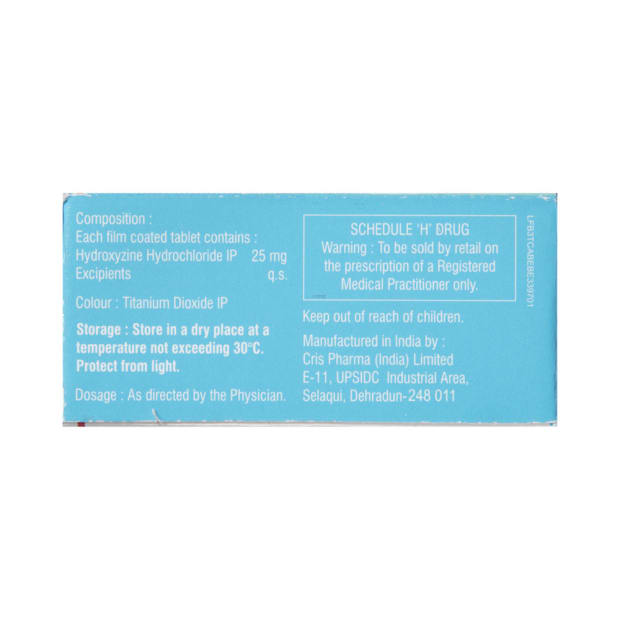 Composition :
Each film coated tablet contains :
Hydroxyzine Hydrochloride IP 25 mg
Excipients q.s.
Colour : Titanium Dioxide IP
Storage : Store in a dry place at a
temperature not exceeding 30°C.
Protect from light.
Dosage : As directed by the Physician.
SCHEDULE 'H' DRUG
Warning : To be sold by retail on
the prescription of a Registered
Medical Practitioner only.
Keep out of reach of children.
Manufactured in India by :
Cris Pharma (India) Limited
E-11, UPSIDC Industrial Area,
Selaqui, Dehradun-248 011